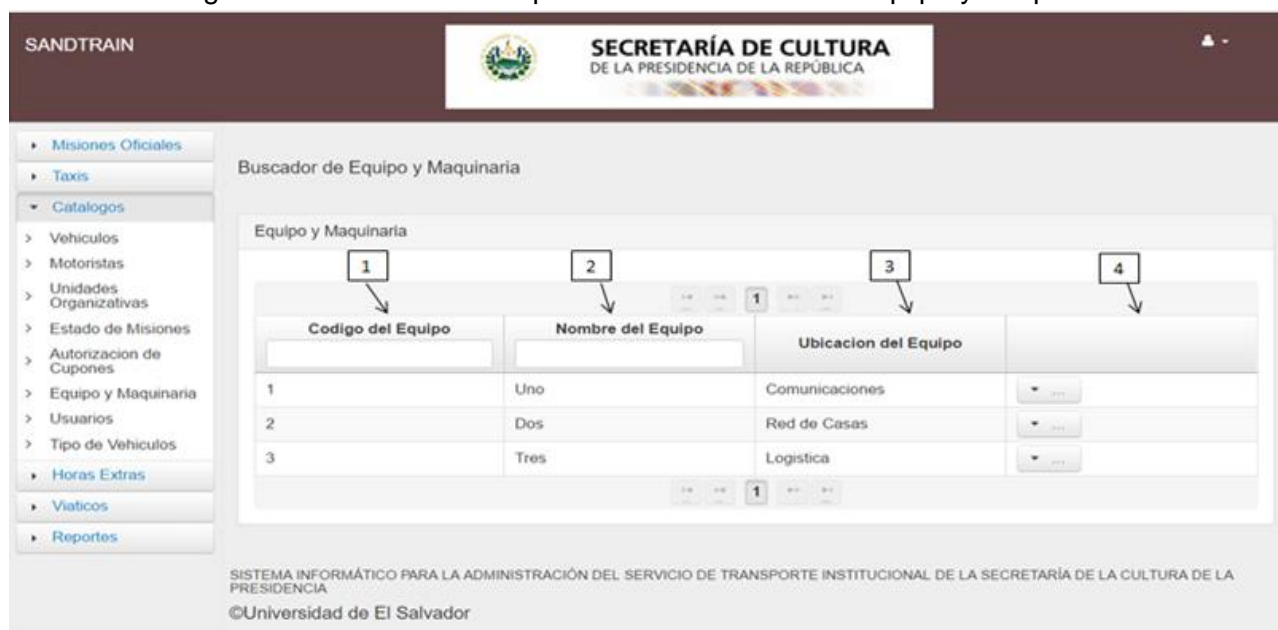 SANDTRAIN
SECRETARÍA DE CULTURA
DE LA PRESIDENCIA DE LA REPÚBLICA
Misiones Oficiales
Taxis
Catalogos
Vehiculos
Motoristas
Unidades
Organizativas
Estado de Misiones
Autorizacion de
Cupones
Equipo y Maquinaria
Usuarios
Tipo de Vehiculos
Horas Extras
Viaticos
Reportes
Buscador de Equipo y Maquinaria
Equipo y Maquinaria
1 2 3 4
1
Codigo del Equipo Nombre del Equipo Ubicacion del Equipo
1 Uno Comunicaciones ...
2 Dos Red de Casas ...
3 Tres Logistica ...
1
SISTEMA INFORMÁTICO PARA LA ADMINISTRACIÓN DEL SERVICIO DE TRANSPORTE INSTITUCIONAL DE LA SECRETARÍA DE LA CULTURA DE LA
PRESIDENCIA
©Universidad de El Salvador